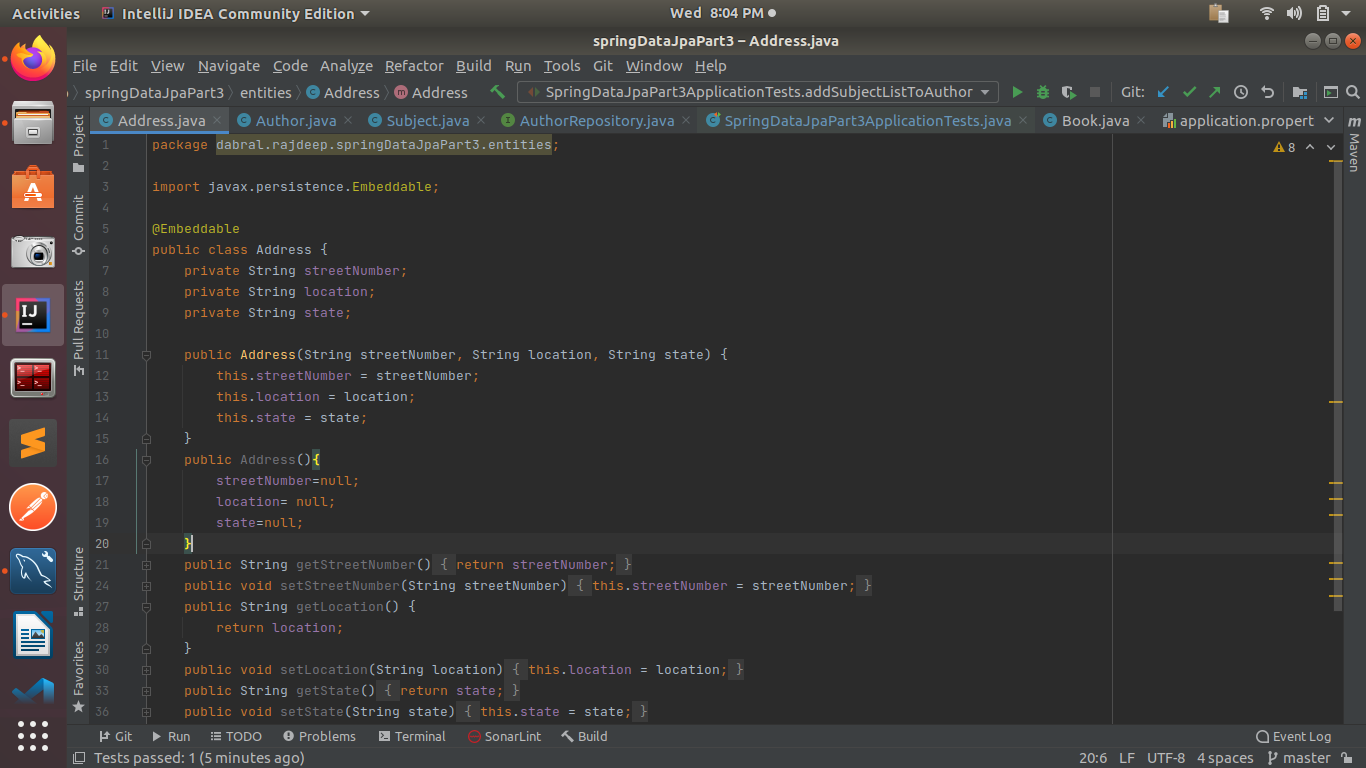 Activities IntelliJ IDEA Community Edition Wed 8:04 PM
springDataJpaPart3 – Address.java
File Edit View Navigate Code Analyze Refactor Build Run Tools Git Window Help
springDataJpaPart3 entities Address Address SpringDataJpaPart3ApplicationTests.addSubjectListToAuthor Git:
Address.java Author.java Subject.java AuthorRepository.java SpringDataJpaPart3ApplicationTests.java Book.java application.propert
Project
Commit
Pull Requests
Structure
Favorites
Maven
8
1 package dabral.rajdeep.springDataJpaPart3.entities;
2
3 import javax.persistence.Embeddable;
4
5 @Embeddable
6 public class Address {
7 private String streetNumber;
8 private String location;
9 private String state;
10
11 public Address(String streetNumber, String location, String state) {
12 this.streetNumber = streetNumber;
13 this.location = location;
14 this.state = state;
15 }
16 public Address(){
17 streetNumber=null;
18 location= null;
19 state=null;
20 }
21 public String getStreetNumber() { return streetNumber; }
24 public void setStreetNumber(String streetNumber) { this.streetNumber = streetNumber; }
27 public String getLocation() {
28 return location;
29 }
30 public void setLocation(String location) { this.location = location; }
33 public String getState() { return state; }
36 public void setState(String state) { this.state = state; }
Git Run TODO Problems Terminal SonarLint Build Event Log
Tests passed: 1 (5 minutes ago) 20:6 LF UTF-8 4 spaces master